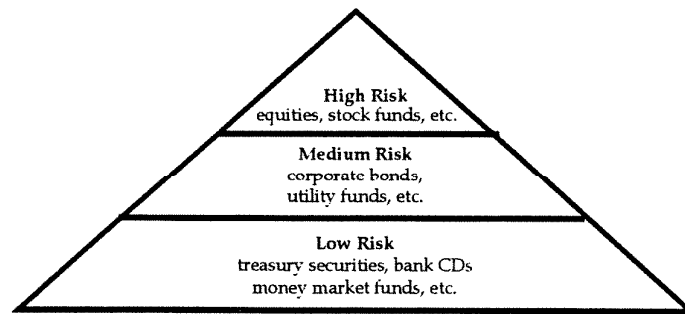 High Risk
equities, stock funds, etc.
Medium Risk
corporate bonds,
utility funds, etc.
Low Risk
treasury securities, bank CDs
money market funds, etc.